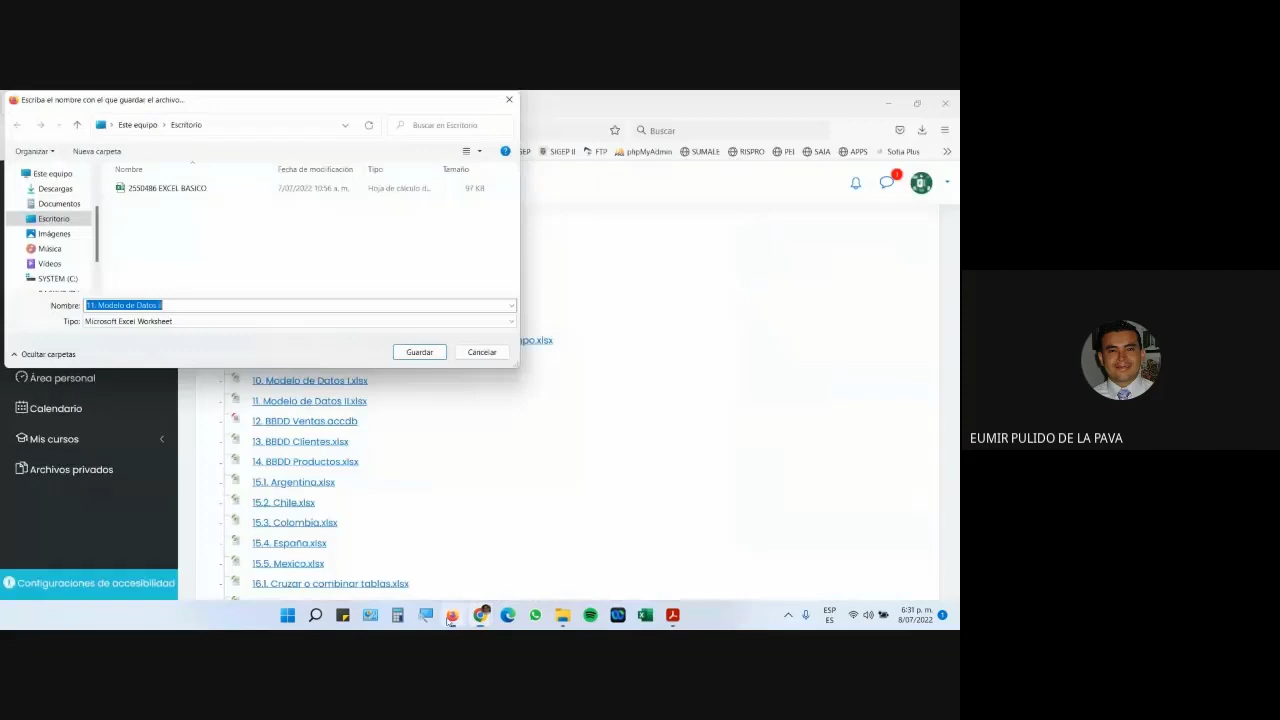 Escriba el nombre con el que guardar el archivo...
Este equipo > Escritorio
Buscar en Escritorio
Organizar
Nueva carpeta
Nombre
Fecha de modificación
Tipo
Tamaño
Este equipo
Descargas
Documentos
Escritorio
Imágenes
Música
Vídeos
SYSTEM (C:)
2550486 EXCEL BASICO
7/07/2022 10:56 a. m.
Hoja de cálculo d...
97 KB
Nombre: 11. Modelo de Datos II
Tipo: Microsoft Excel Worksheet
Ocultar carpetas
Guardar
Cancelar
Buscar
SIGEP II
FTP
phpMyAdmin
SUMALE
RISPRO
PEI
SAIA
APPS
Sofia Plus
Área personal
Calendario
Mis cursos
Archivos privados
Configuraciones de accesibilidad
po.xlsx
10. Modelo de Datos I.xlsx
11. Modelo de Datos II.xlsx
12. BBDD Ventas.accdb
13. BBDD Clientes.xlsx
14. BBDD Productos.xlsx
15.1. Argentina.xlsx
15.2. Chile.xlsx
15.3. Colombia.xlsx
15.4. España.xlsx
15.5. Mexico.xlsx
16.1. Cruzar o combinar tablas.xlsx
ESP
ES
6:31 p. m.
8/07/2022
EUMIR PULIDO DE LA PAVA